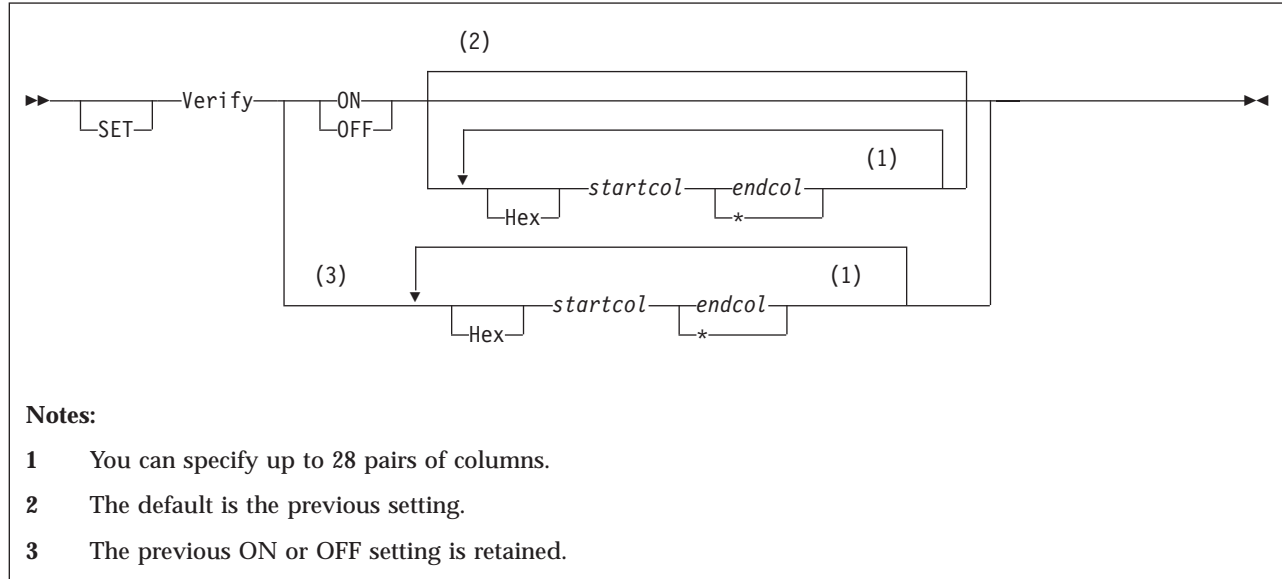 (2)
Verify ON
SET OFF
(1)
startcol endcol
Hex *
(3) (1)
startcol endcol
Hex *
Notes:
1 You can specify up to 28 pairs of columns.
2 The default is the previous setting.
3 The previous ON or OFF setting is retained.